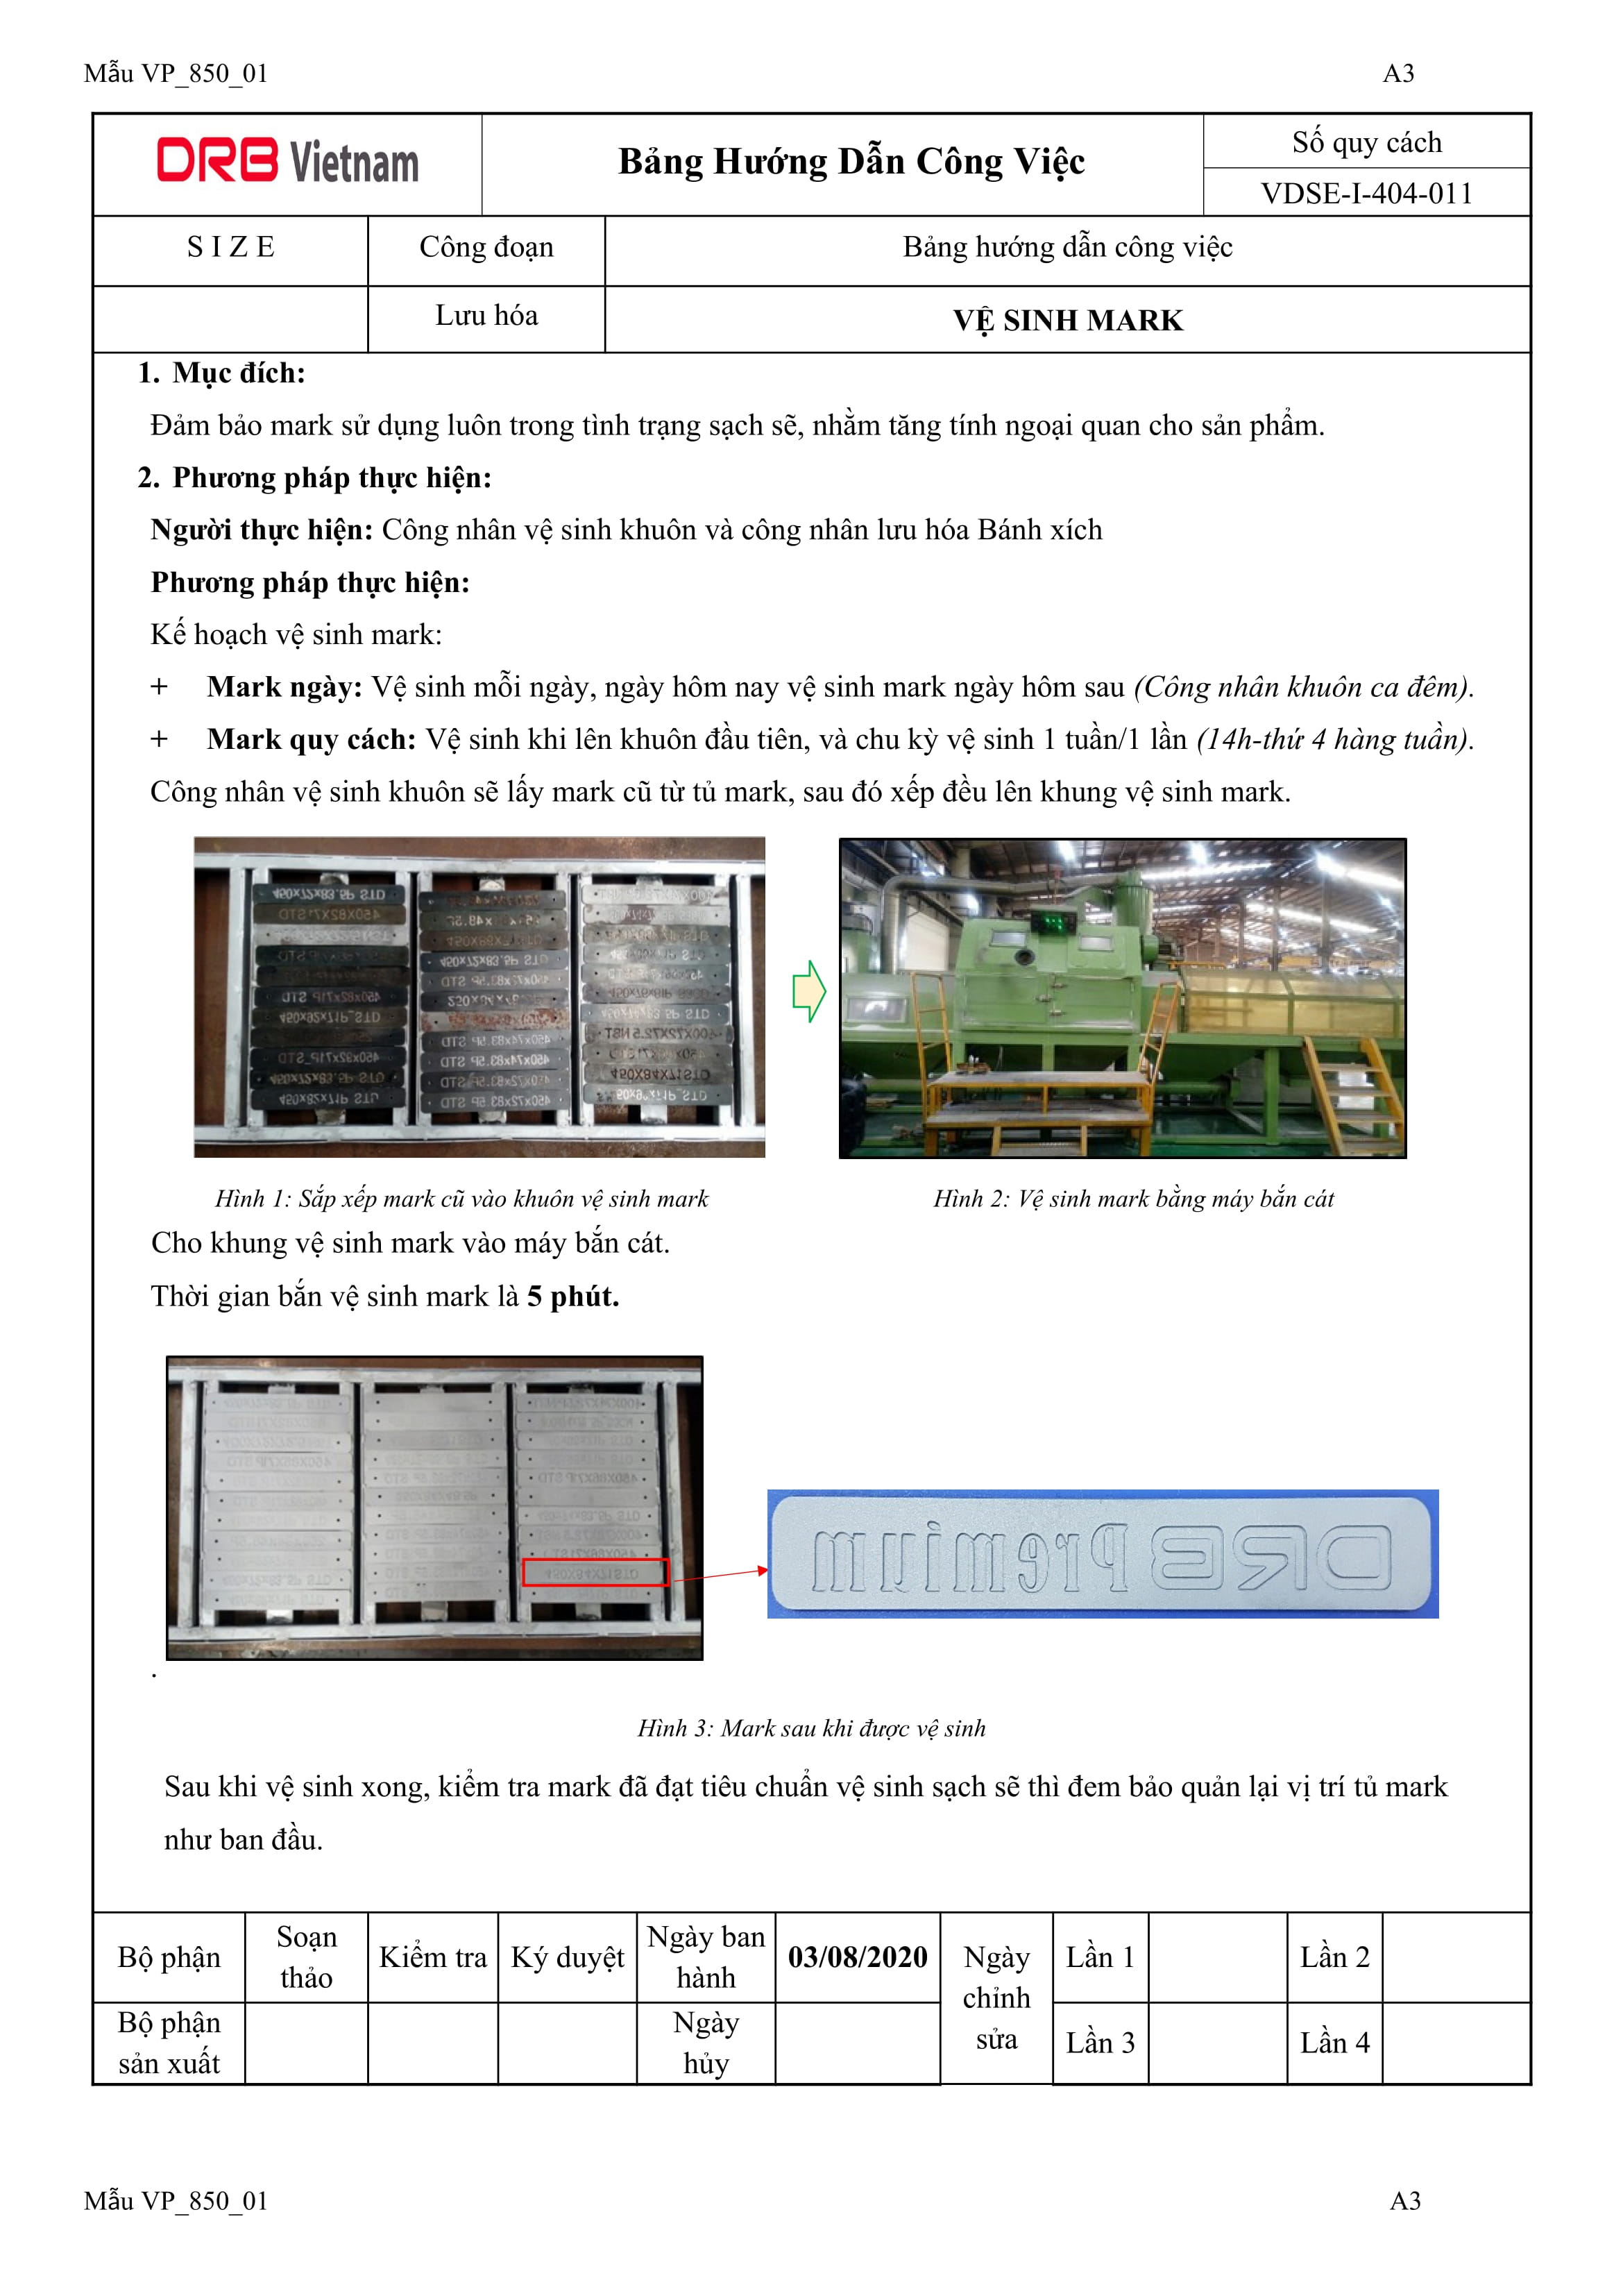 Mẫu VP_850_01 A3
DRB Vietnam
Bảng Hướng Dẫn Công Việc
Số quy cách
VDSE-I-404-011
S I Z E Công đoạn Bảng hướng dẫn công việc
Lưu hóa VỆ SINH MARK
1. Mục đích:
Đảm bảo mark sử dụng luôn trong tình trạng sạch sẽ, nhằm tăng tính ngoại quan cho sản phẩm.
2. Phương pháp thực hiện:
Người thực hiện: Công nhân vệ sinh khuôn và công nhân lưu hóa Bánh xích
Phương pháp thực hiện:
Kế hoạch vệ sinh mark:
+ Mark ngày: Vệ sinh mỗi ngày, ngày hôm nay vệ sinh mark ngày hôm sau (Công nhân khuôn ca đêm).
+ Mark quy cách: Vệ sinh khi lên khuôn đầu tiên, và chu kỳ vệ sinh 1 tuần/1 lần (14h-thứ 4 hàng tuần).
Công nhân vệ sinh khuôn sẽ lấy mark cũ từ tủ mark, sau đó xếp đều lên khung vệ sinh mark.
Hình 1: Sắp xếp mark cũ vào khuôn vệ sinh mark
Hình 2: Vệ sinh mark bằng máy bắn cát
Cho khung vệ sinh mark vào máy bắn cát.
Thời gian bắn vệ sinh mark là 5 phút.
DRB Premium
.
Hình 3: Mark sau khi được vệ sinh
Sau khi vệ sinh xong, kiểm tra mark đã đạt tiêu chuẩn vệ sinh sạch sẽ thì đem bảo quản lại vị trí tủ mark
như ban đầu.
Bộ phận
Soạn
thảo
Kiểm tra
Ký duyệt
Ngày ban
hành
03/08/2020
Ngày
chỉnh
sửa
Lần 1
Lần 2
Bộ phận
sản xuất
Ngày
hủy
Lần 3
Lần 4
Mẫu VP_850_01 A3